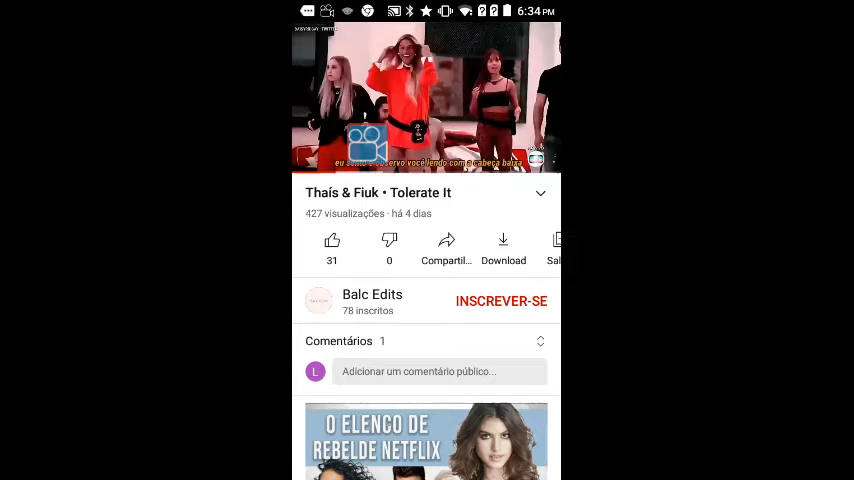 6:34 PM
eu sento e observo você lendo com a cabeça baixa
Thaís & Fiuk • Tolerate It
427 visualizações · há 4 dias
31
0
Compartil...
Download
Sal
Balc Edits
78 inscritos
INSCREVER-SE
Comentários 1
L
Adicionar um comentário público...
O ELENCO DE
REBELDE NETFLIX